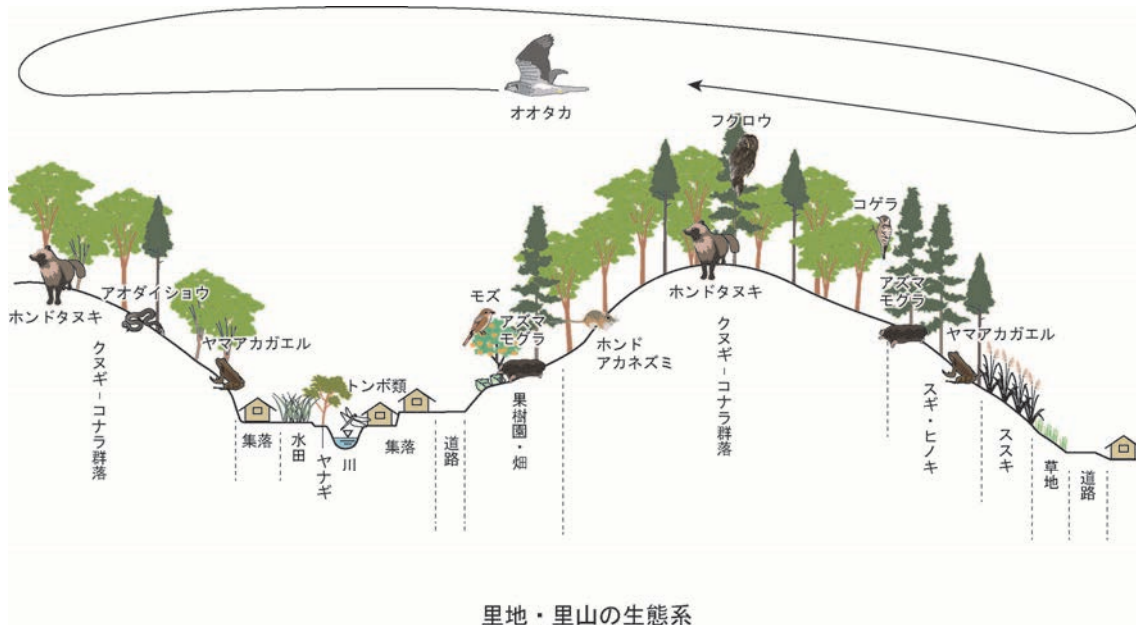 オオタカ
フクロウ
コゲラ
アオダイショウ
ホンドタヌキ
モズ
アズマ
モグラ
ホンドタヌキ
アズマ
モグラ
ヤマアカガエル
ヤマアカガエル
ホンド
アカネズミ
トンボ類
クヌギ－コナラ群落
集落
水田
ヤナギ
川
集落
道路
果樹園・畑
クヌギ－コナラ群落
スギ・ヒノキ
ススキ
草地
道路
里地・里山の生態系